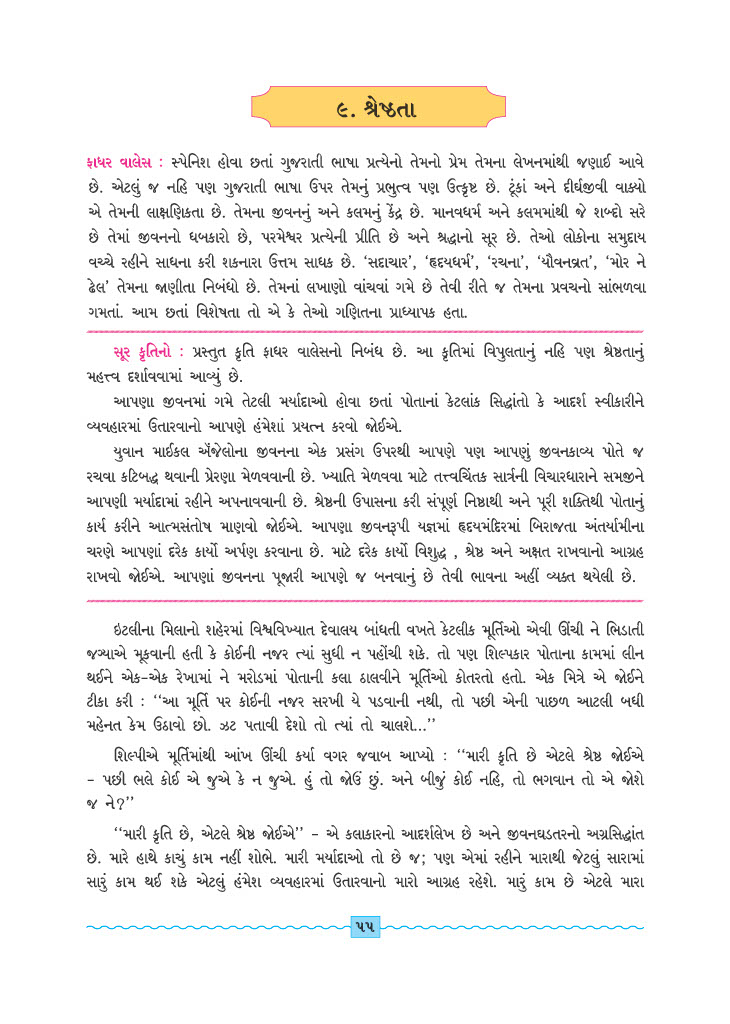 ૯. શ્રેષ્ઠતા
ફાધર વાલેસ : સ્પેનિશ હોવા છતાં ગુજરાતી ભાષા પ્રત્યેનો તેમનો પ્રેમ તેમના લેખનમાંથી જણાઈ આવે
છે. એટલું જ નહિ પણ ગુજરાતી ભાષા ઉપર તેમનું પ્રભુત્વ પણ ઉત્કૃષ્ટ છે. ટૂંકાં અને દીર્ઘજીવી વાક્યો
એ તેમની લાક્ષણિકતા છે. તેમના જીવનનું અને કલમનું કેંદ્ર છે. માનવધર્મ અને કલમમાંથી જે શબ્દો સરે
છે તેમાં જીવનનો ધબકારો છે, પરમેશ્વર પ્રત્યેની પ્રીતિ છે અને શ્રદ્ધાનો સૂર છે. તેઓ લોકોના સમુદાય
વચ્ચે રહીને સાધના કરી શકનારા ઉત્તમ સાધક છે. ‘સદાચાર’, ‘હૃદયધર્મ’, ‘રચના’, ‘યૌવનવ્રત’, ‘મોર ને
ઢેલ’ તેમના જાણીતા નિબંધો છે. તેમનાં લખાણો વાંચવાં ગમે છે તેવી રીતે જ તેમના પ્રવચનો સાંભળવા
ગમતાં. આમ છતાં વિશેષતા તો એ કે તેઓ ગણિતના પ્રાધ્યાપક હતા.
સૂર કૃતિનો : પ્રસ્તુત કૃતિ ફાધર વાલેસનો નિબંધ છે. આ કૃતિમાં વિપુલતાનું નહિ પણ શ્રેષ્ઠતાનું
મહત્ત્વ દર્શાવવામાં આવ્યું છે.
આપણા જીવનમાં ગમે તેટલી મર્યાદાઓ હોવા છતાં પોતાનાં કેટલાંક સિદ્ધાંતો કે આદર્શ સ્વીકારીને
વ્યવહારમાં ઉતારવાનો આપણે હંમેશાં પ્રયત્ન કરવો જોઈએ.
યુવાન માઈકલ ઍંજેલોના જીવનના એક પ્રસંગ ઉપરથી આપણે પણ આપણું જીવનકાવ્ય પોતે જ
રચવા કટિબદ્ધ થવાની પ્રેરણા મેળવવાની છે. ખ્યાતિ મેળવવા માટે તત્ત્વચિંતક સાર્ત્રની વિચારધારાને સમજીને
આપણી મર્યાદામાં રહીને અપનાવવાની છે. શ્રેષ્ઠની ઉપાસના કરી સંપૂર્ણ નિષ્ઠાથી અને પૂરી શક્તિથી પોતાનું
કાર્ય કરીને આત્મસંતોષ માણવો જોઈએ. આપણા જીવનરૂપી યજ્ઞમાં હૃદયમંદિરમાં બિરાજતા અંતર્યામીના
ચરણે આપણાં દરેક કાર્યો અર્પણ કરવાના છે. માટે દરેક કાર્યો વિશુદ્ધ , શ્રેષ્ઠ અને અક્ષત રાખવાનો આગ્રહ
રાખવો જોઈએ. આપણાં જીવનના પૂજારી આપણે જ બનવાનું છે તેવી ભાવના અહીં વ્યક્ત થયેલી છે.
ઇટલીના મિલાનો શહેરમાં વિશ્વવિખ્યાત દેવાલય બાંધતી વખતે કેટલીક મૂર્તિઓ એવી ઊંચી ને ભિડાતી
જગ્યાએ મૂકવાની હતી કે કોઈની નજર ત્યાં સુધી ન પહોંચી શકે. તો પણ શિલ્પકાર પોતાના કામમાં લીન
થઈને એક-એક રેખામાં ને મરોડમાં પોતાની કલા ઠાલવીને મૂર્તિઓ કોતરતો હતો. એક મિત્રે એ જોઈને
ટીકા કરી : ‘‘આ મૂર્તિ પર કોઈની નજર સરખી યે પડવાની નથી, તો પછી એની પાછળ આટલી બધી
મહેનત કેમ ઉઠાવો છો. ઝટ પતાવી દેશો તો ત્યાં તો ચાલશે...’’
શિલ્પીએ મૂર્તિમાંથી આંખ ઊંચી કર્યા વગર જવાબ આપ્યો : ‘‘મારી કૃતિ છે એટલે શ્રેષ્ઠ જોઈએ
– પછી ભલે કોઈ એ જુએ કે ન જુએ. હું તો જોઉં છું. અને બીજું કોઈ નહિ, તો ભગવાન તો એ જોશે
જ ને?’’
‘‘મારી કૃતિ છે, એટલે શ્રેષ્ઠ જોઈએ’’ – એ કલાકારનો આદર્શલેખ છે અને જીવનઘડતરનો અગ્રસિદ્ધાંત
છે. મારે હાથે કાચું કામ નહીં શોભે. મારી મર્યાદાઓ તો છે જ; પણ એમાં રહીને મારાથી જેટલું સારામાં
સારું કામ થઈ શકે એટલું હંમેશ વ્યવહારમાં ઉતારવાનો મારો આગ્રહ રહેશે. મારું કામ છે એટલે મારા
૫૫